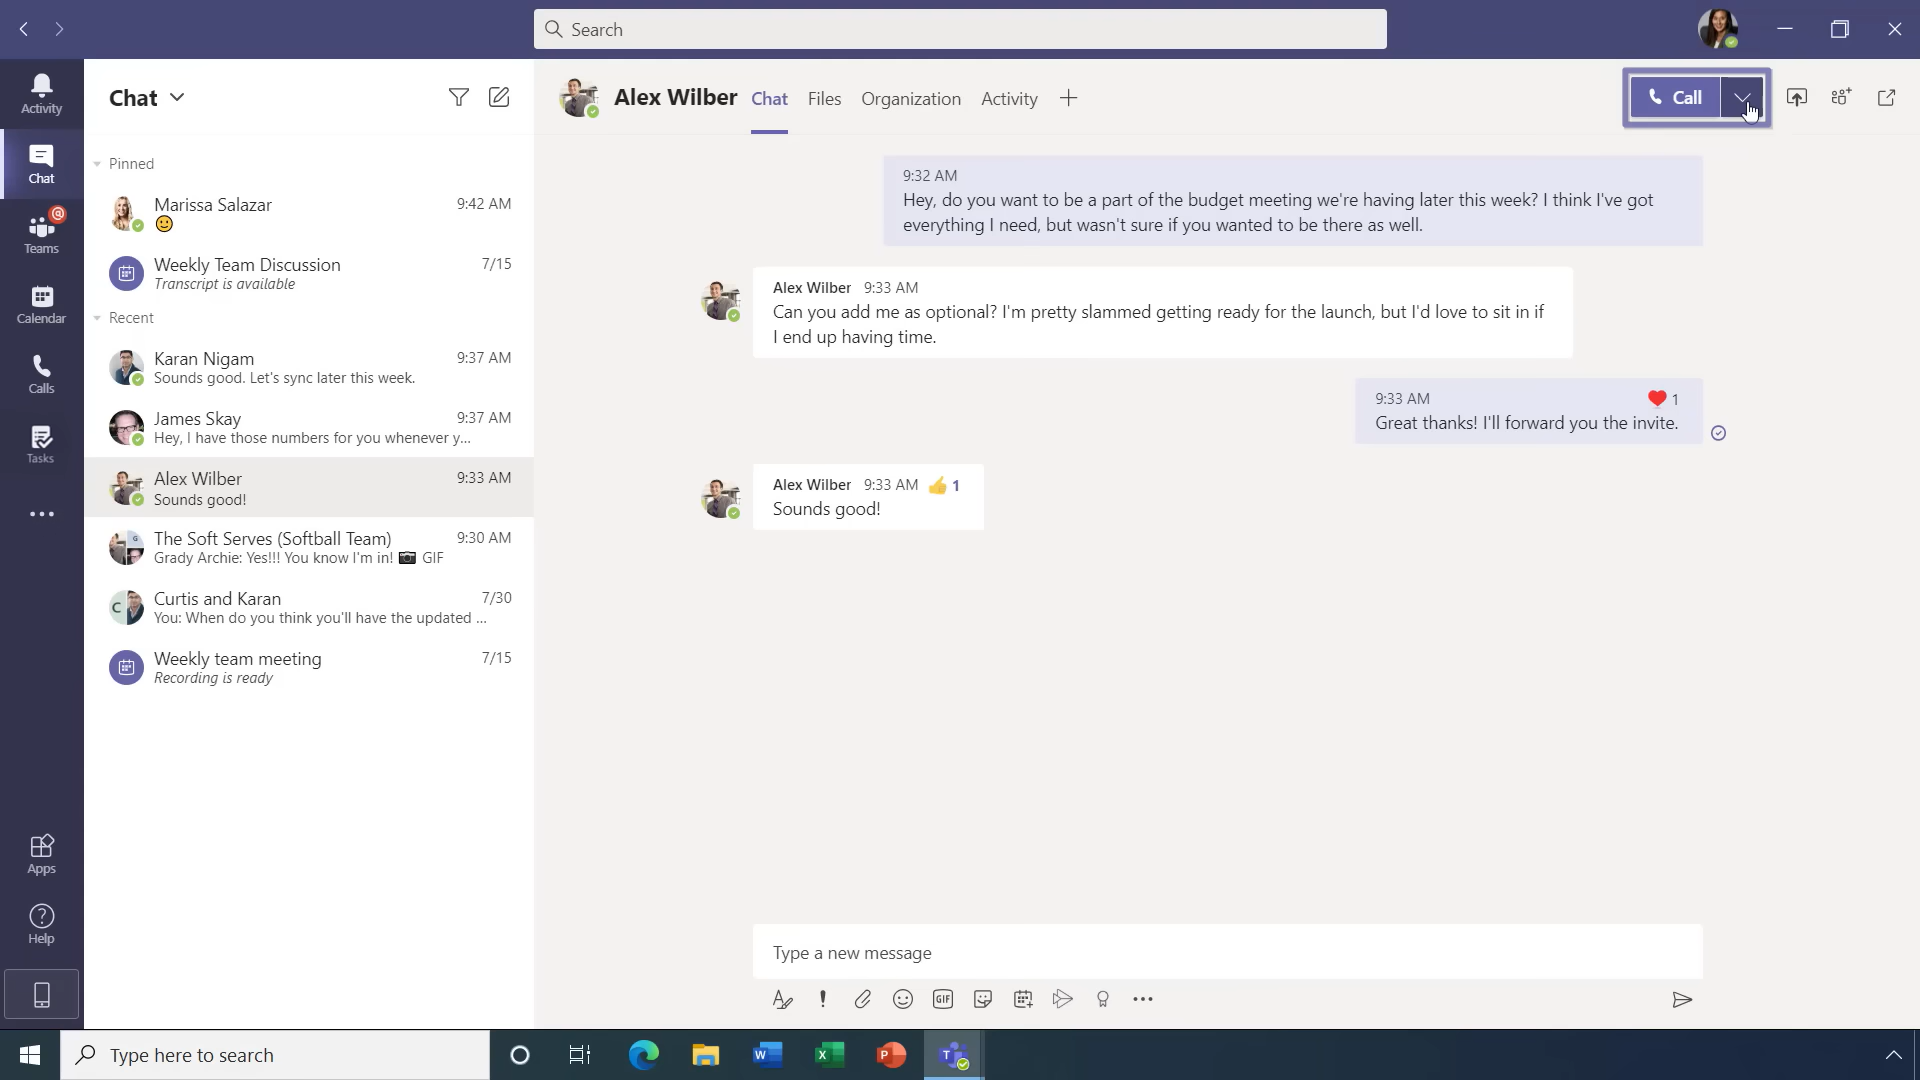 Search
Activity
Chat
Teams
Calendar
Calls
Tasks
Apps
Help
Chat
Pinned
Marissa Salazar 9:42 AM
Weekly Team Discussion 7/15
Transcript is available
Recent
Karan Nigam 9:37 AM
Sounds good. Let's sync later this week.
James Skay 9:37 AM
Hey, I have those numbers for you whenever y...
Alex Wilber 9:33 AM
Sounds good!
The Soft Serves (Softball Team) 9:30 AM
Grady Archie: Yes!!! You know I'm in! GIF
Curtis and Karan 7/30
You: When do you think you'll have the updated ...
Weekly team meeting 7/15
Recording is ready
Alex Wilber Chat Files Organization Activity
Call
9:32 AM
Hey, do you want to be a part of the budget meeting we're having later this week? I think I've got
everything I need, but wasn't sure if you wanted to be there as well.
Alex Wilber 9:33 AM
Can you add me as optional? I'm pretty slammed getting ready for the launch, but I'd love to sit in if
I end up having time.
9:33 AM 1
Great thanks! I'll forward you the invite.
Alex Wilber 9:33 AM 1
Sounds good!
Type a new message
GIF
Type here to search